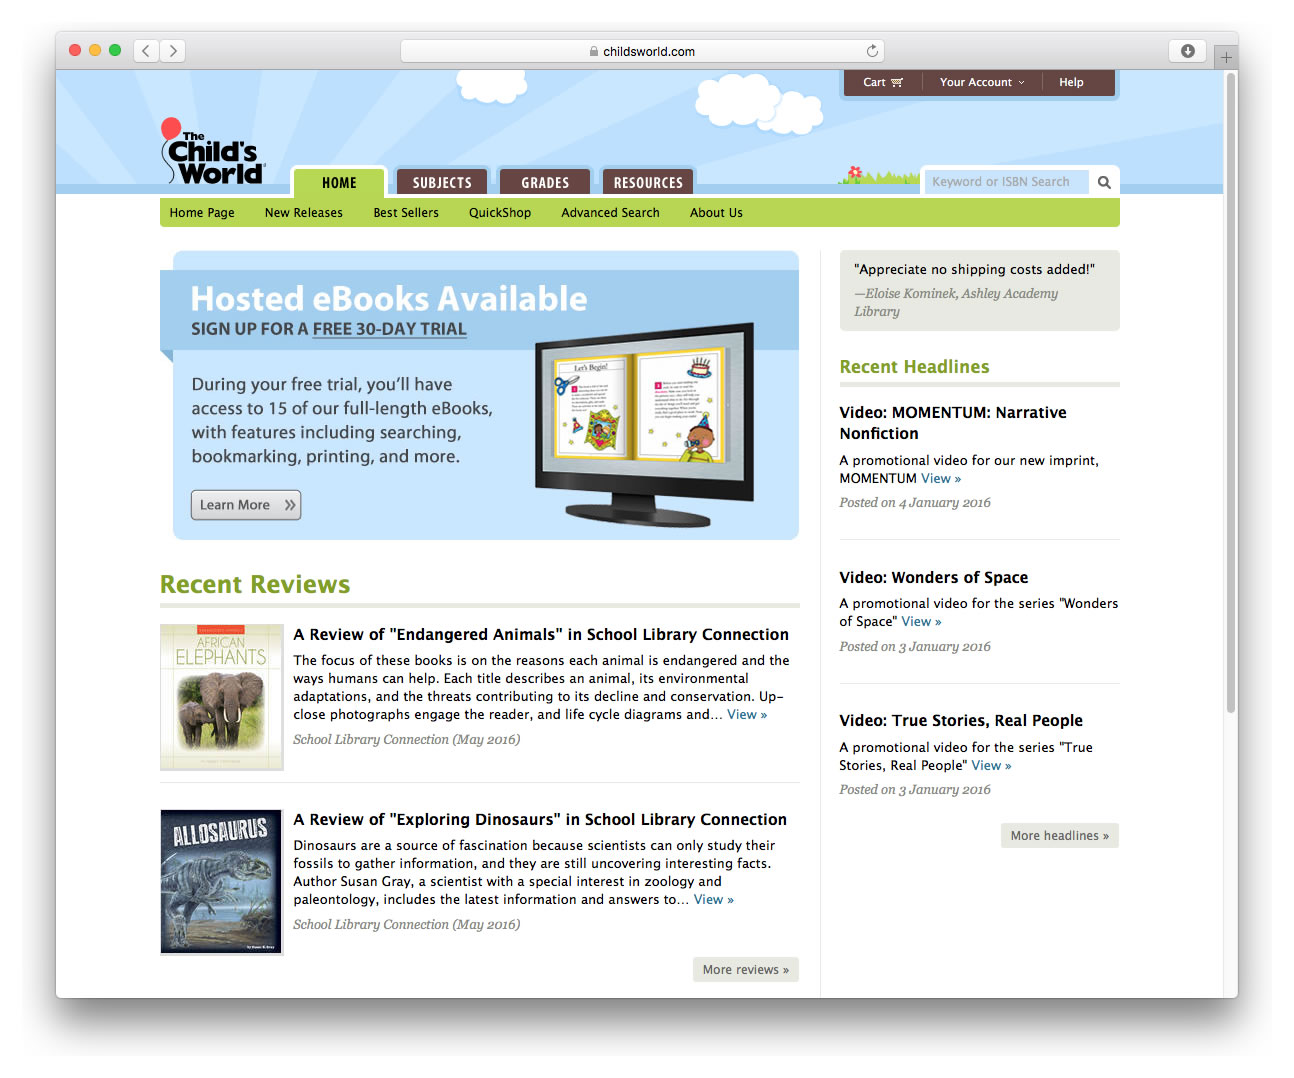 childsworld.com
Cart
Your Account
Help
The
Child's
World
HOME
SUBJECTS
GRADES
RESOURCES
Keyword or ISBN Search
Home Page
New Releases
Best Sellers
QuickShop
Advanced Search
About Us
Hosted eBooks Available
SIGN UP FOR A FREE 30-DAY TRIAL
During your free trial, you'll have
access to 15 of our full-length eBooks,
with features including searching,
bookmarking, printing, and more.
Learn More »
Let's Begin!
"Appreciate no shipping costs added!"
—Eloise Kominek, Ashley Academy
Library
Recent Headlines
Video: MOMENTUM: Narrative
Nonfiction
A promotional video for our new imprint,
MOMENTUM View »
Posted on 4 January 2016
Video: Wonders of Space
A promotional video for the series "Wonders
of Space" View »
Posted on 3 January 2016
Video: True Stories, Real People
A promotional video for the series "True
Stories, Real People" View »
Posted on 3 January 2016
More headlines »
Recent Reviews
AFRICAN
ELEPHANTS
A Review of "Endangered Animals" in School Library Connection
The focus of these books is on the reasons each animal is endangered and the
ways humans can help. Each title describes an animal, its environmental
adaptations, and the threats contributing to its decline and conservation. Up-
close photographs engage the reader, and life cycle diagrams and... View »
School Library Connection (May 2016)
ALLOSAURUS
A Review of "Exploring Dinosaurs" in School Library Connection
Dinosaurs are a source of fascination because scientists can only study their
fossils to gather information, and they are still uncovering interesting facts.
Author Susan Gray, a scientist with a special interest in zoology and
paleontology, includes the latest information and answers to... View »
School Library Connection (May 2016)
More reviews »